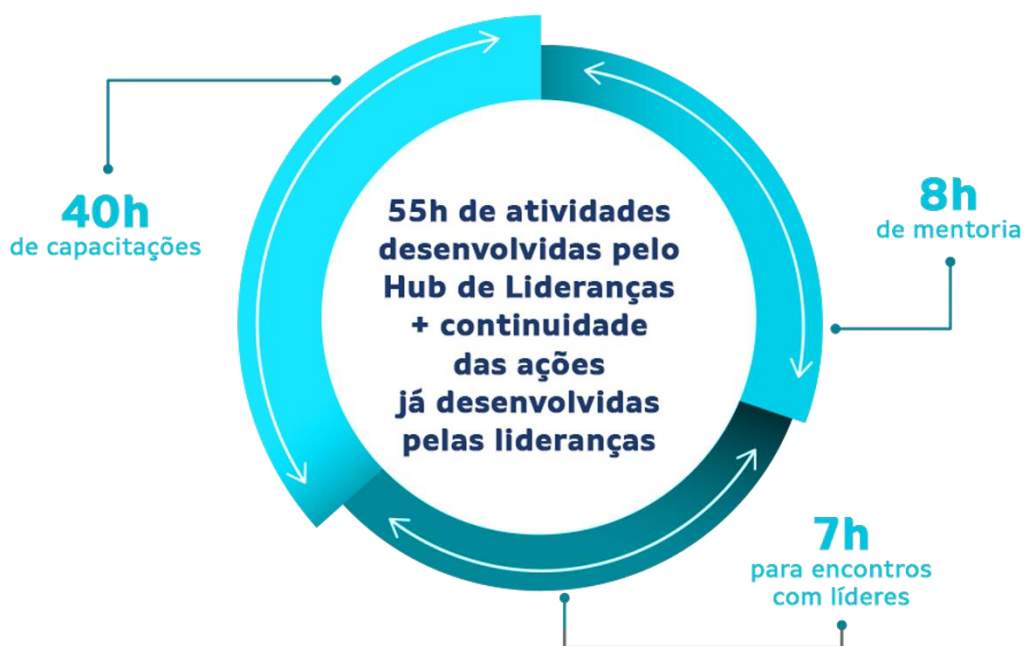 55h de atividades
desenvolvidas pelo
Hub de Lideranças
+ continuidade
das ações
já desenvolvidas
pelas lideranças
40h
de capacitações
8h
de mentoria
7h
para encontros
com líderes